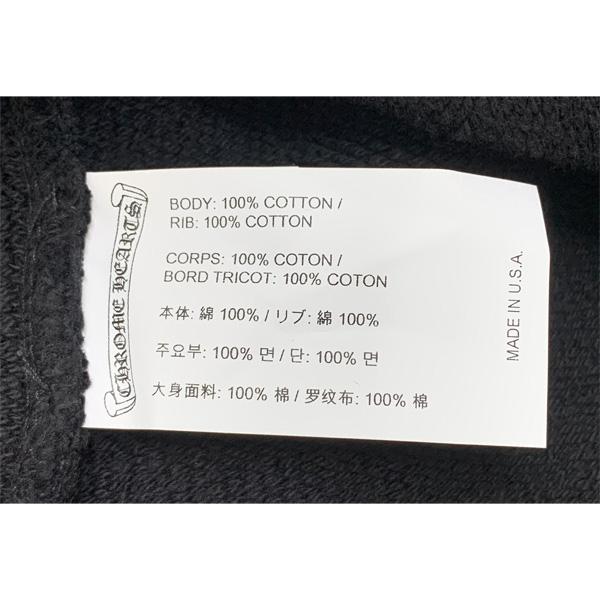 CHROME HEARTS
BODY: 100% COTTON /
RIB: 100% COTTON
CORPS: 100% COTON /
BORD TRICOT: 100% COTON
本体: 綿 100% / リブ: 綿 100%
주요부: 100% 면 / 단: 100% 면
大身面料: 100% 棉 / 罗纹布: 100% 棉
MADE IN U.S.A.